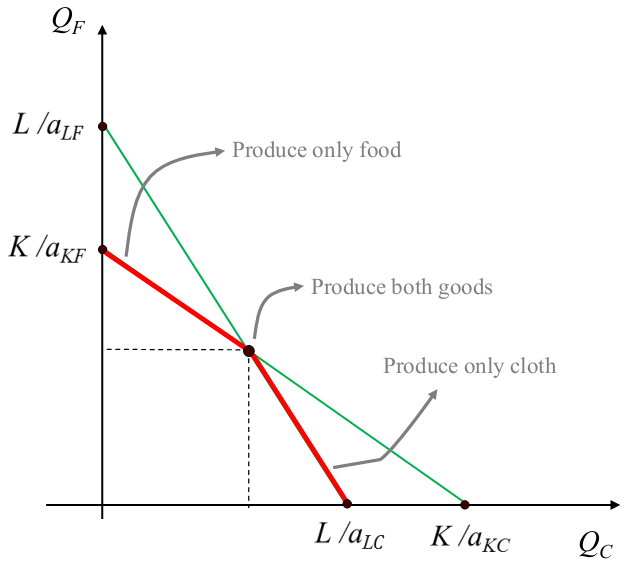 Q_F
L /a_{LF}
Produce only food
K /a_{KF}
Produce both goods
Produce only cloth
L /a_{LC}
K /a_{KC}
Q_C